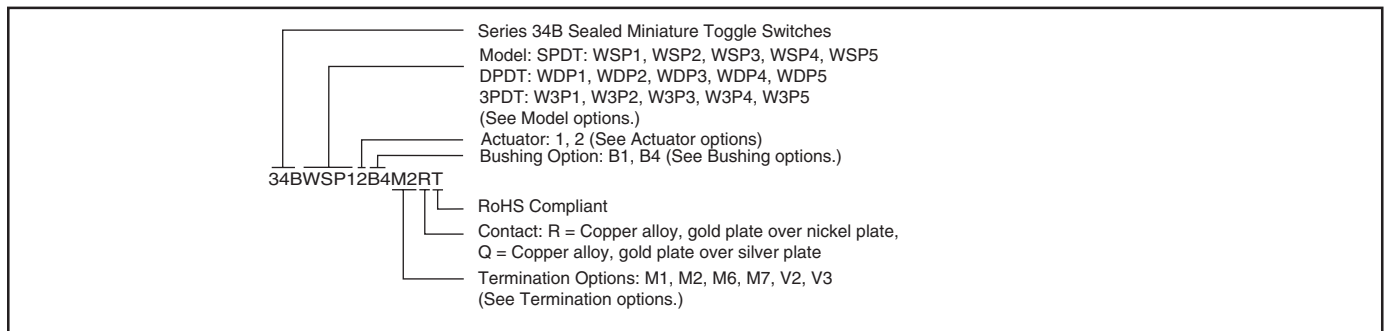 Series 34B Sealed Miniature Toggle Switches
Model: SPDT: WSP1, WSP2, WSP3, WSP4, WSP5
DPDT: WDP1, WDP2, WDP3, WDP4, WDP5
3PDT: W3P1, W3P2, W3P3, W3P4, W3P5
(See Model options.)
Actuator: 1, 2 (See Actuator options)
Bushing Option: B1, B4 (See Bushing options.)
34BWSP12B4M2RT
RoHS Compliant
Contact: R = Copper alloy, gold plate over nickel plate,
Q = Copper alloy, gold plate over silver plate
Termination Options: M1, M2, M6, M7, V2, V3
(See Termination options.)